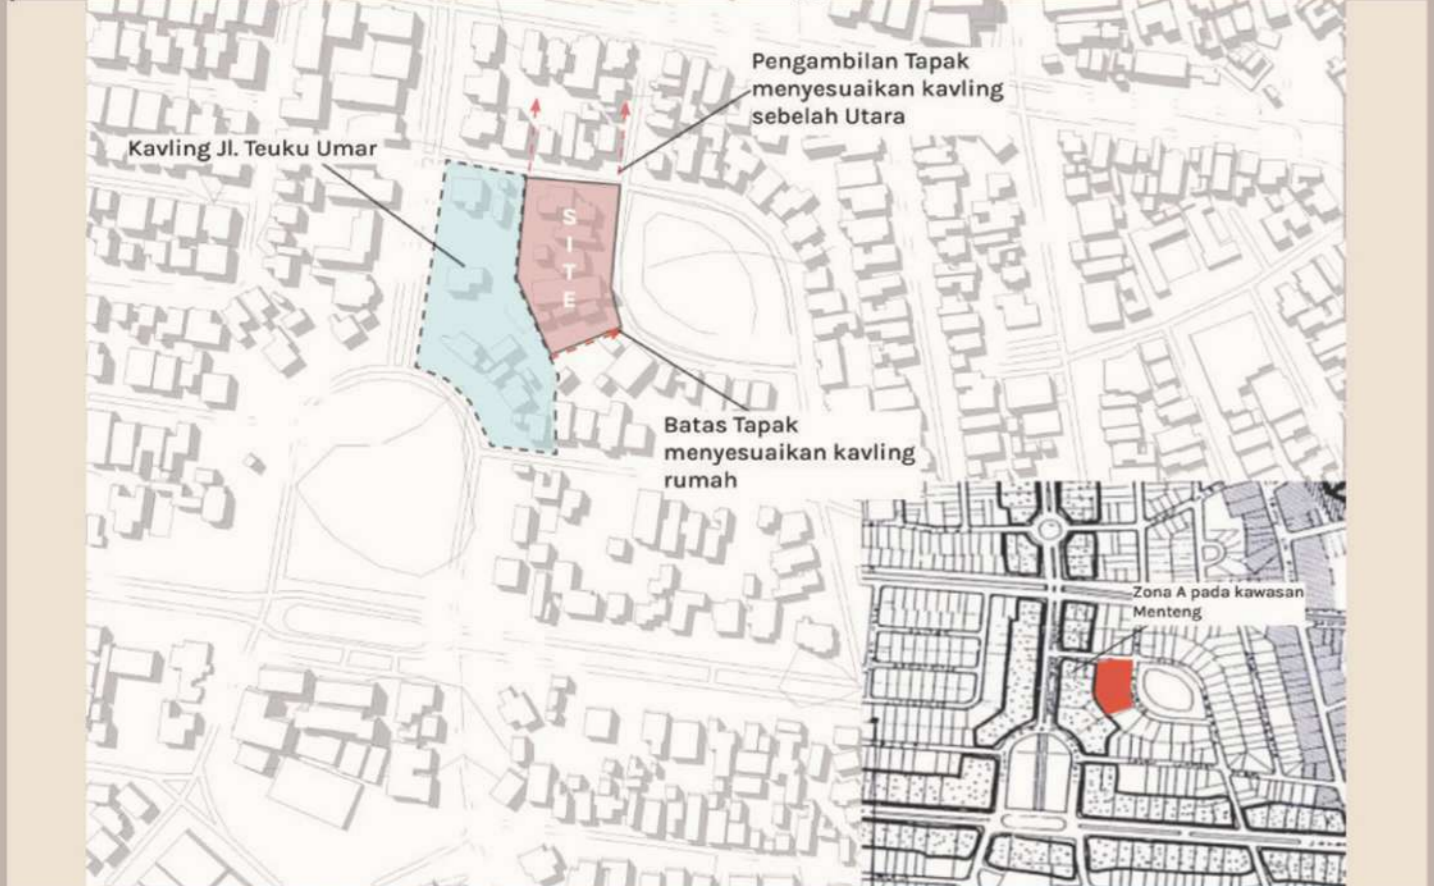 Pengambilan Tapak
menyesuaikan kavling
sebelah Utara
Kavling Jl. Teuku Umar
S
I
T
E
Batas Tapak
menyesuaikan kavling
rumah
Zona A pada kawasan
Menteng